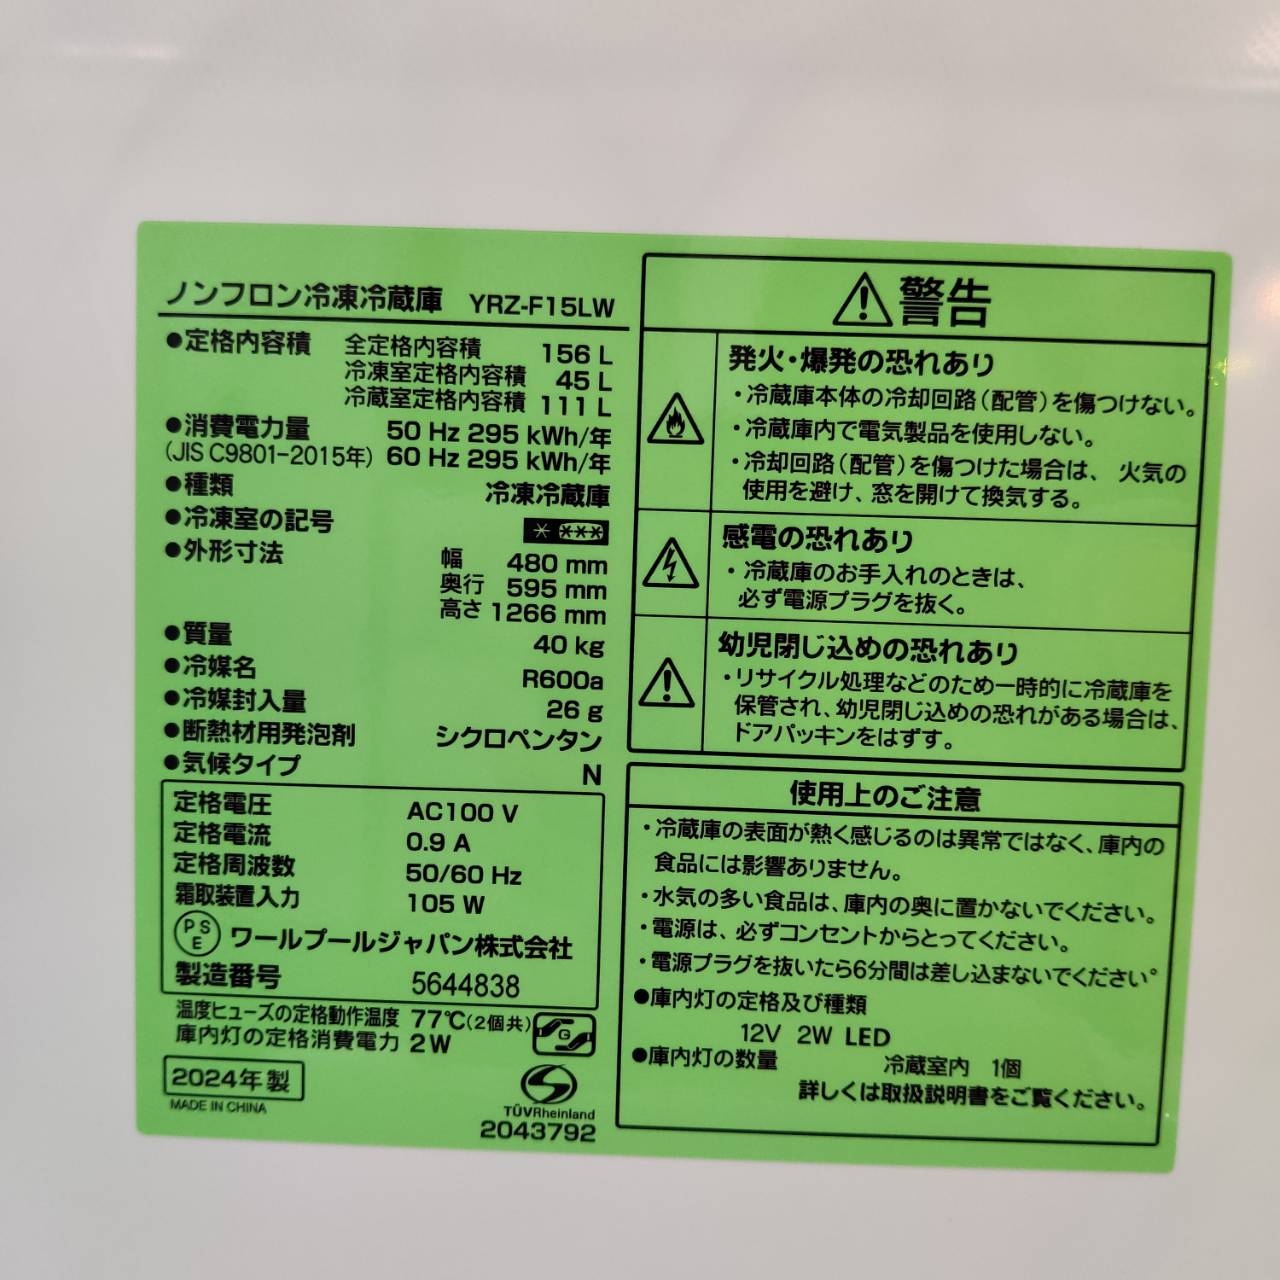 ノンフロン冷凍冷蔵庫 YRZ-F15LW
●定格内容積 全定格内容積 156 L
冷凍室定格内容積 45 L
冷蔵室定格内容積 111 L
●消費電力量 50 Hz 295 kWh/年
(JIS C9801-2015年) 60 Hz 295 kWh/年
●種類 冷凍冷蔵庫
●冷凍室の記号 * ***
●外形寸法 幅 480 mm
奥行 595 mm
高さ 1266 mm
●質量 40 kg
●冷媒名 R600a
●冷媒封入量 26 g
●断熱材用発泡剤 シクロペンタン
●気候タイプ N
定格電圧 AC100 V
定格電流 0.9 A
定格周波数 50/60 Hz
霜取装置入力 105 W
PSE ワールプールジャパン株式会社
製造番号 5644838
温度ヒューズの定格動作温度 77℃(2個共)
庫内灯の定格消費電力 2W
G
2024年製
MADE IN CHINA
TÜVRheinland
2043792
警告
発火・爆発の恐れあり
・冷蔵庫本体の冷却回路(配管)を傷つけない。
・冷蔵庫内で電気製品を使用しない。
・冷却回路(配管)を傷つけた場合は、火気の
使用を避け、窓を開けて換気する。
感電の恐れあり
・冷蔵庫のお手入れのときは、
必ず電源プラグを抜く。
幼児閉じ込めの恐れあり
・リサイクル処理などのため一時的に冷蔵庫を
保管され、幼児閉じ込めの恐れがある場合は、
ドアパッキンをはずす。
使用上のご注意
・冷蔵庫の表面が熱く感じるのは異常ではなく、庫内の
食品には影響ありません。
・水気の多い食品は、庫内の奥に置かないでください。
・電源は、必ずコンセントからとってください。
・電源プラグを抜いたら6分間は差し込まないでください。
●庫内灯の定格及び種類
12V 2W LED
●庫内灯の数量 冷蔵室内 1個
詳しくは取扱説明書をご覧ください。